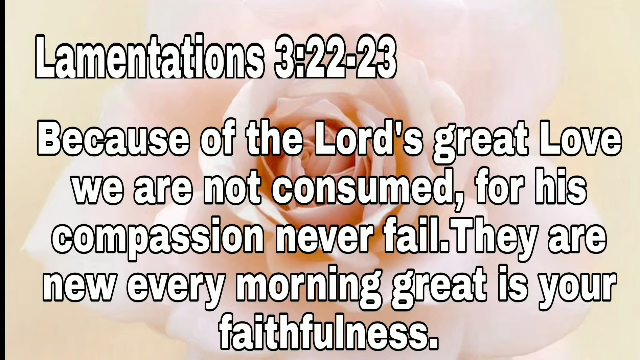 Lamentations 3:22-23
Because of the Lord's great Love
we are not consumed, for his
compassion never fail.They are
new every morning great is your
faithfulness.